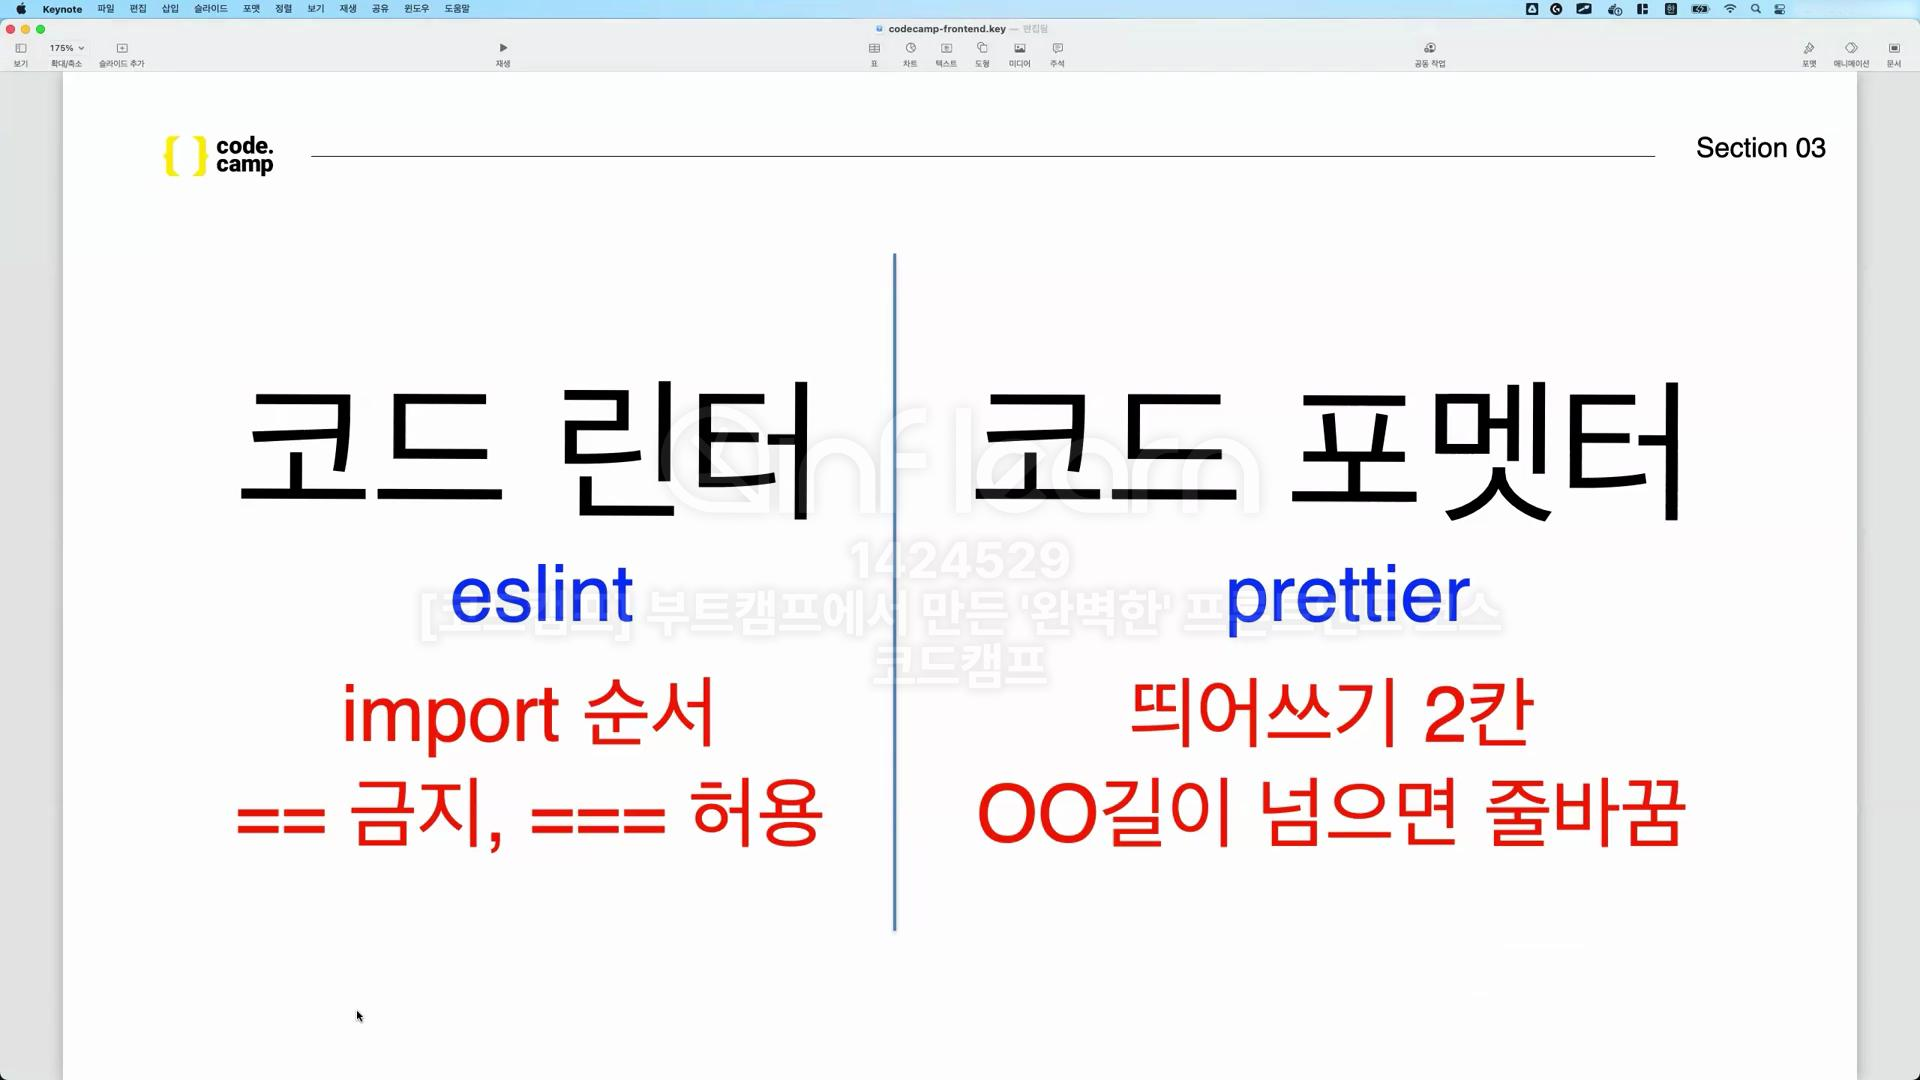 Keynote 파일 편집 삽입 슬라이드 포맷 정렬 보기 재생 공유 윈도우 도움말
codecamp-frontend.key — 편집됨
175%
보기 확대/축소 슬라이드 추가 재생 표 차트 텍스트 도형 미디어 주석 공동 작업 포맷 애니메이션 문서
{ } code.
camp
Section 03
코드 린터
코드 포멧터
inflearn
1424529
eslint
prettier
[코드캠프] 부트캠프에서 만든 '완벽한' 프론트엔드 코스
코드캠프
import 순서
띄어쓰기 2칸
== 금지, === 허용
OO길이 넘으면 줄바꿈